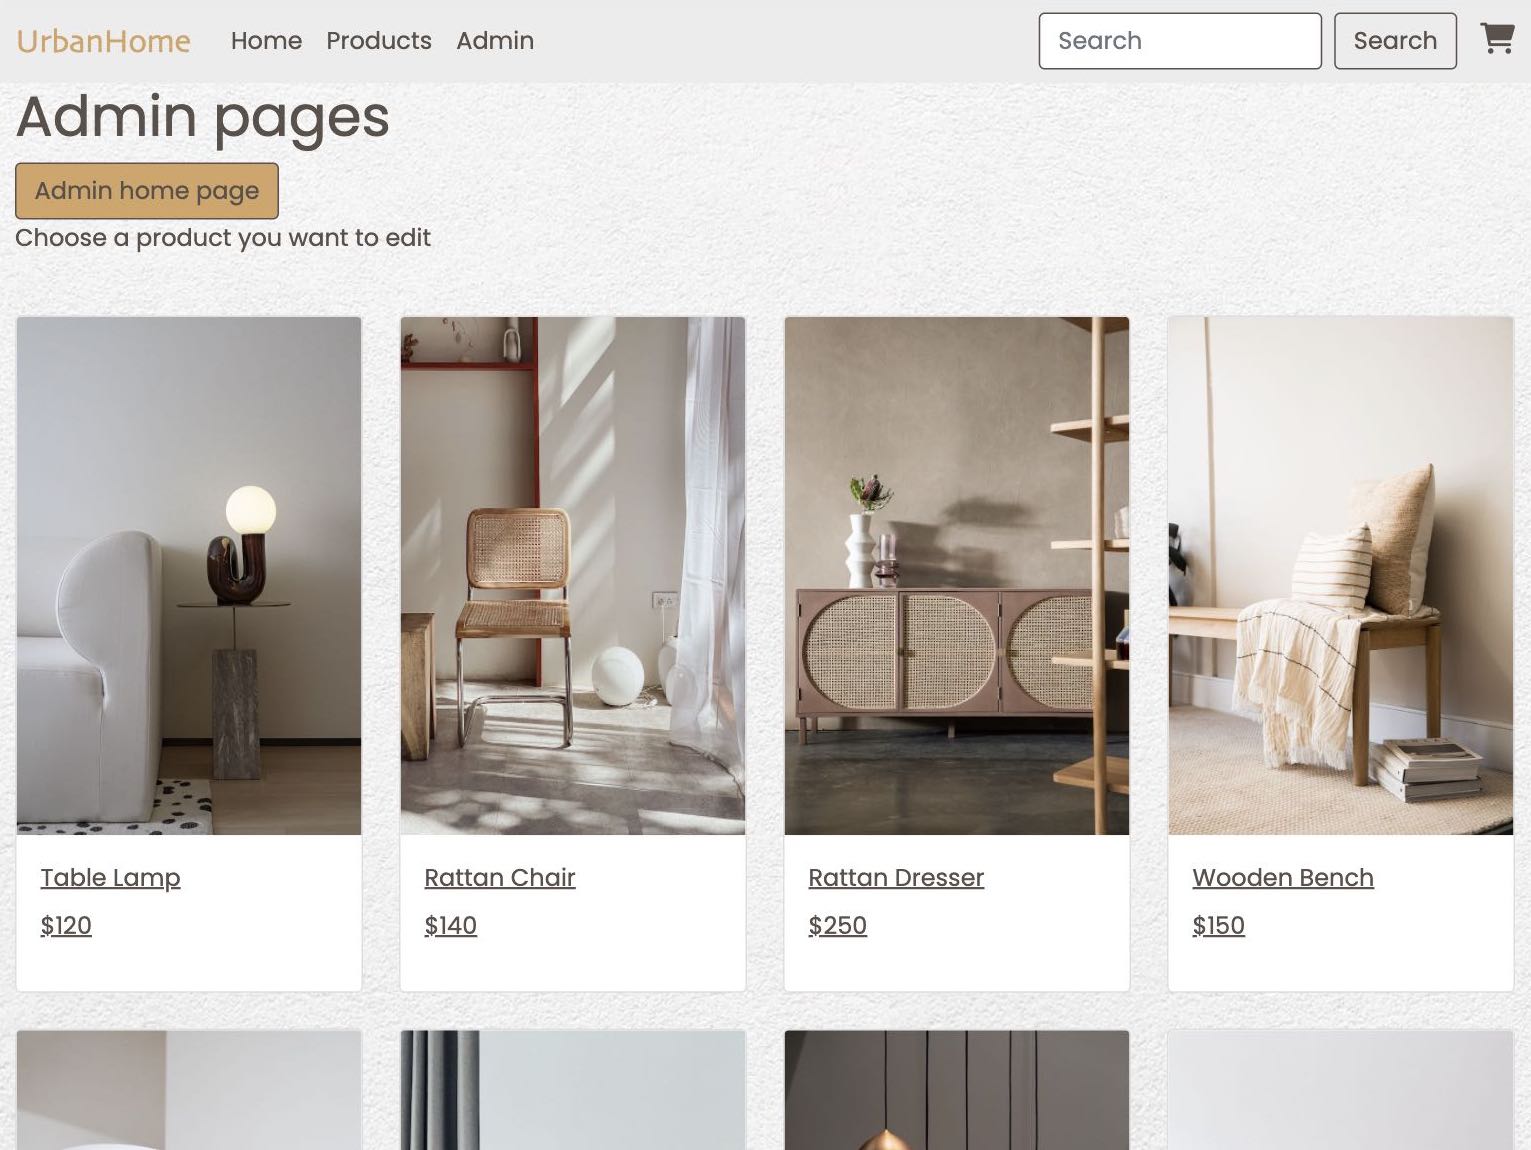 UrbanHome Home Products Admin Search Search
Admin pages
Admin home page
Choose a product you want to edit
Table Lamp
$120
Rattan Chair
$140
Rattan Dresser
$250
Wooden Bench
$150